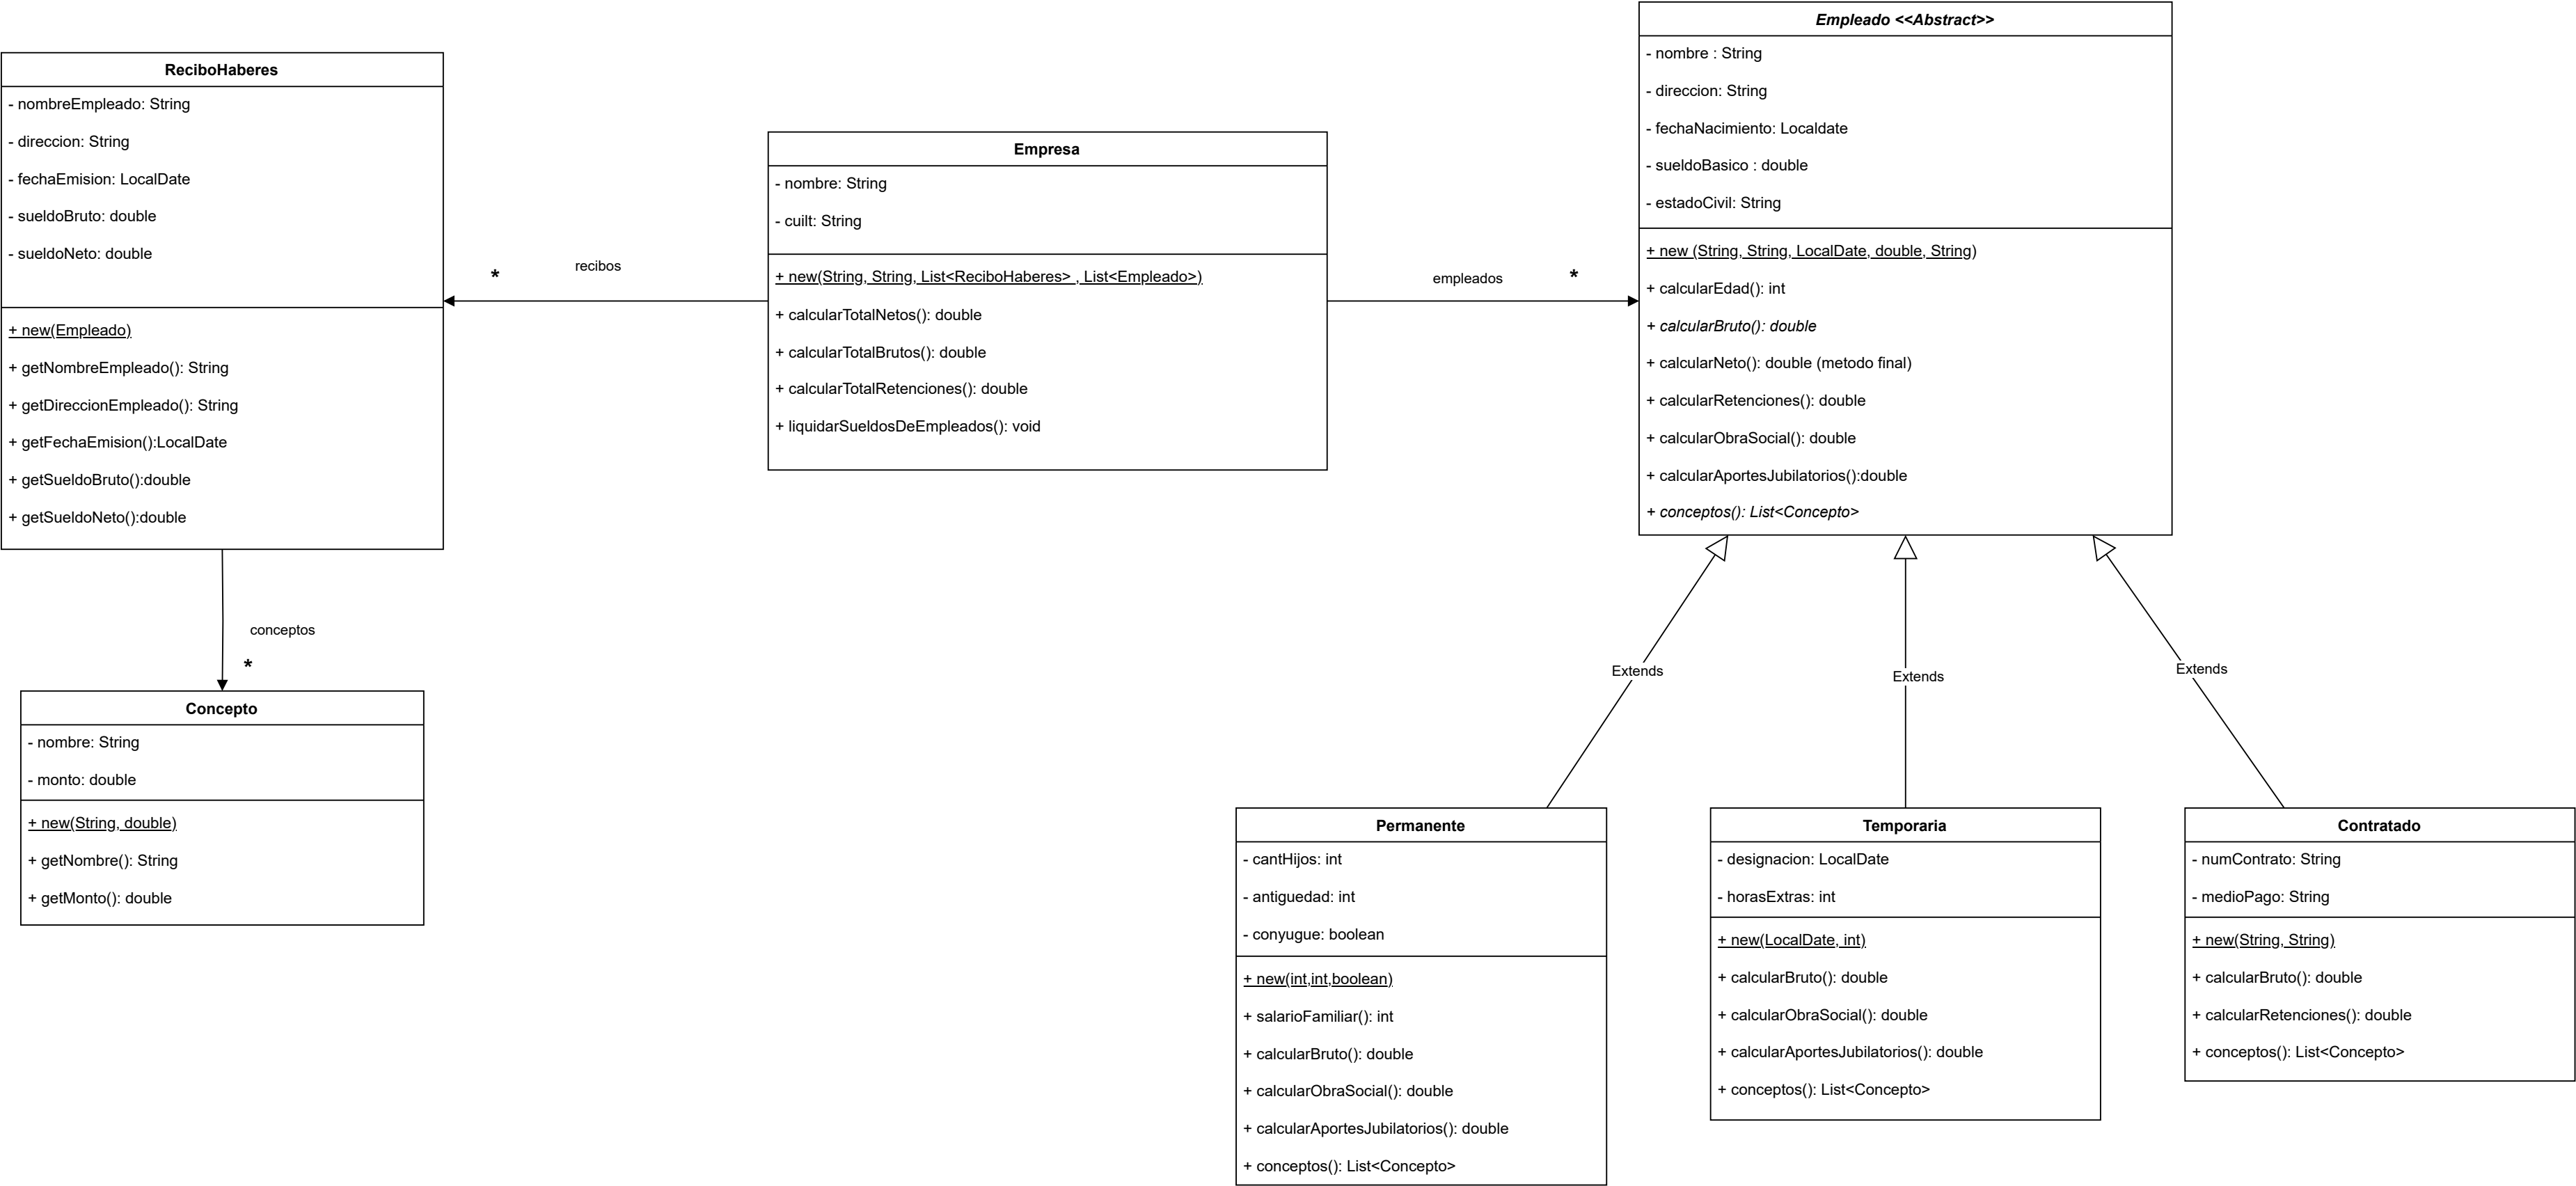 ReciboHaberes
- nombreEmpleado: String
- direccion: String
- fechaEmision: LocalDate
- sueldoBruto: double
- sueldoNeto: double
+ new(Empleado)
+ getNombreEmpleado(): String
+ getDireccionEmpleado(): String
+ getFechaEmision():LocalDate
+ getSueldoBruto():double
+ getSueldoNeto():double
*
recibos
Empresa
- nombre: String
- cuilt: String
+ new(String, String, List<ReciboHaberes> , List<Empleado>)
+ calcularTotalNetos(): double
+ calcularTotalBrutos(): double
+ calcularTotalRetenciones(): double
+ liquidarSueldosDeEmpleados(): void
empleados
*
Empleado <<Abstract>>
- nombre : String
- direccion: String
- fechaNacimiento: Localdate
- sueldoBasico : double
- estadoCivil: String
+ new (String, String, LocalDate, double, String)
+ calcularEdad(): int
+ calcularBruto(): double
+ calcularNeto(): double (metodo final)
+ calcularRetenciones(): double
+ calcularObraSocial(): double
+ calcularAportesJubilatorios():double
+ conceptos(): List<Concepto>
conceptos
*
Concepto
- nombre: String
- monto: double
+ new(String, double)
+ getNombre(): String
+ getMonto(): double
Extends
Extends
Extends
Permanente
- cantHijos: int
- antiguedad: int
- conyugue: boolean
+ new(int,int,boolean)
+ salarioFamiliar(): int
+ calcularBruto(): double
+ calcularObraSocial(): double
+ calcularAportesJubilatorios(): double
+ conceptos(): List<Concepto>
Temporaria
- designacion: LocalDate
- horasExtras: int
+ new(LocalDate, int)
+ calcularBruto(): double
+ calcularObraSocial(): double
+ calcularAportesJubilatorios(): double
+ conceptos(): List<Concepto>
Contratado
- numContrato: String
- medioPago: String
+ new(String, String)
+ calcularBruto(): double
+ calcularRetenciones(): double
+ conceptos(): List<Concepto>